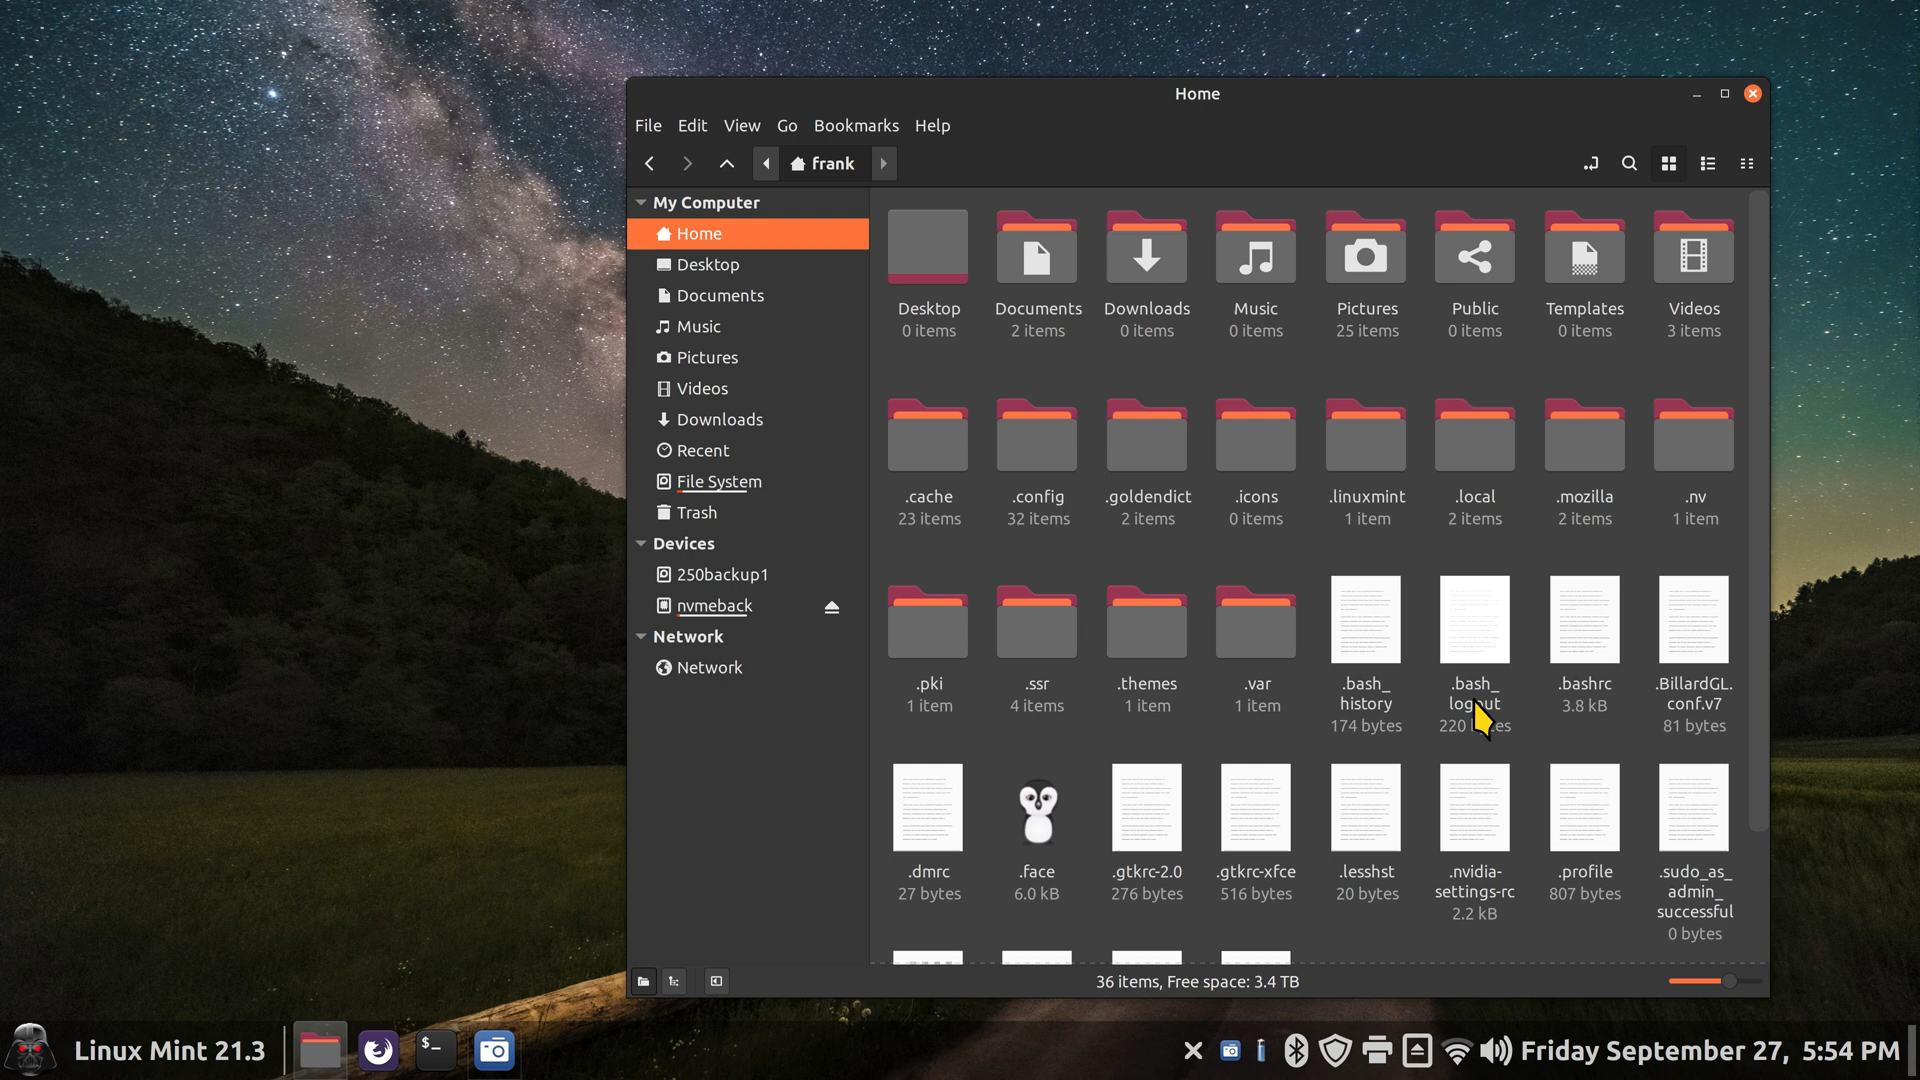 Home
File Edit View Go Bookmarks Help
frank
My Computer
Home
Desktop
Documents
Music
Pictures
Videos
Downloads
Recent
File System
Trash
Devices
250backup1
nvmeback
Network
Network
Desktop Documents Downloads Music Pictures Public Templates Videos
0 items 2 items 0 items 0 items 25 items 0 items 0 items 3 items
.cache .config .goldendict .icons .linuxmint .local .mozilla .nv
23 items 32 items 2 items 0 items 1 item 2 items 2 items 1 item
.pki .ssr .themes .var .bash_ .bash_ .bashrc .BillardGL.
1 item 4 items 1 item 1 item history logout 3.8 kB conf.v7
174 bytes 220 bytes 81 bytes
.dmrc .face .gtkrc-2.0 .gtkrc-xfce .lesshst .nvidia- .profile .sudo_as_
27 bytes 6.0 kB 276 bytes 516 bytes 20 bytes settings-rc 807 bytes admin_
2.2 kB successful
0 bytes
36 items, Free space: 3.4 TB
Linux Mint 21.3 $_ Friday September 27, 5:54 PM